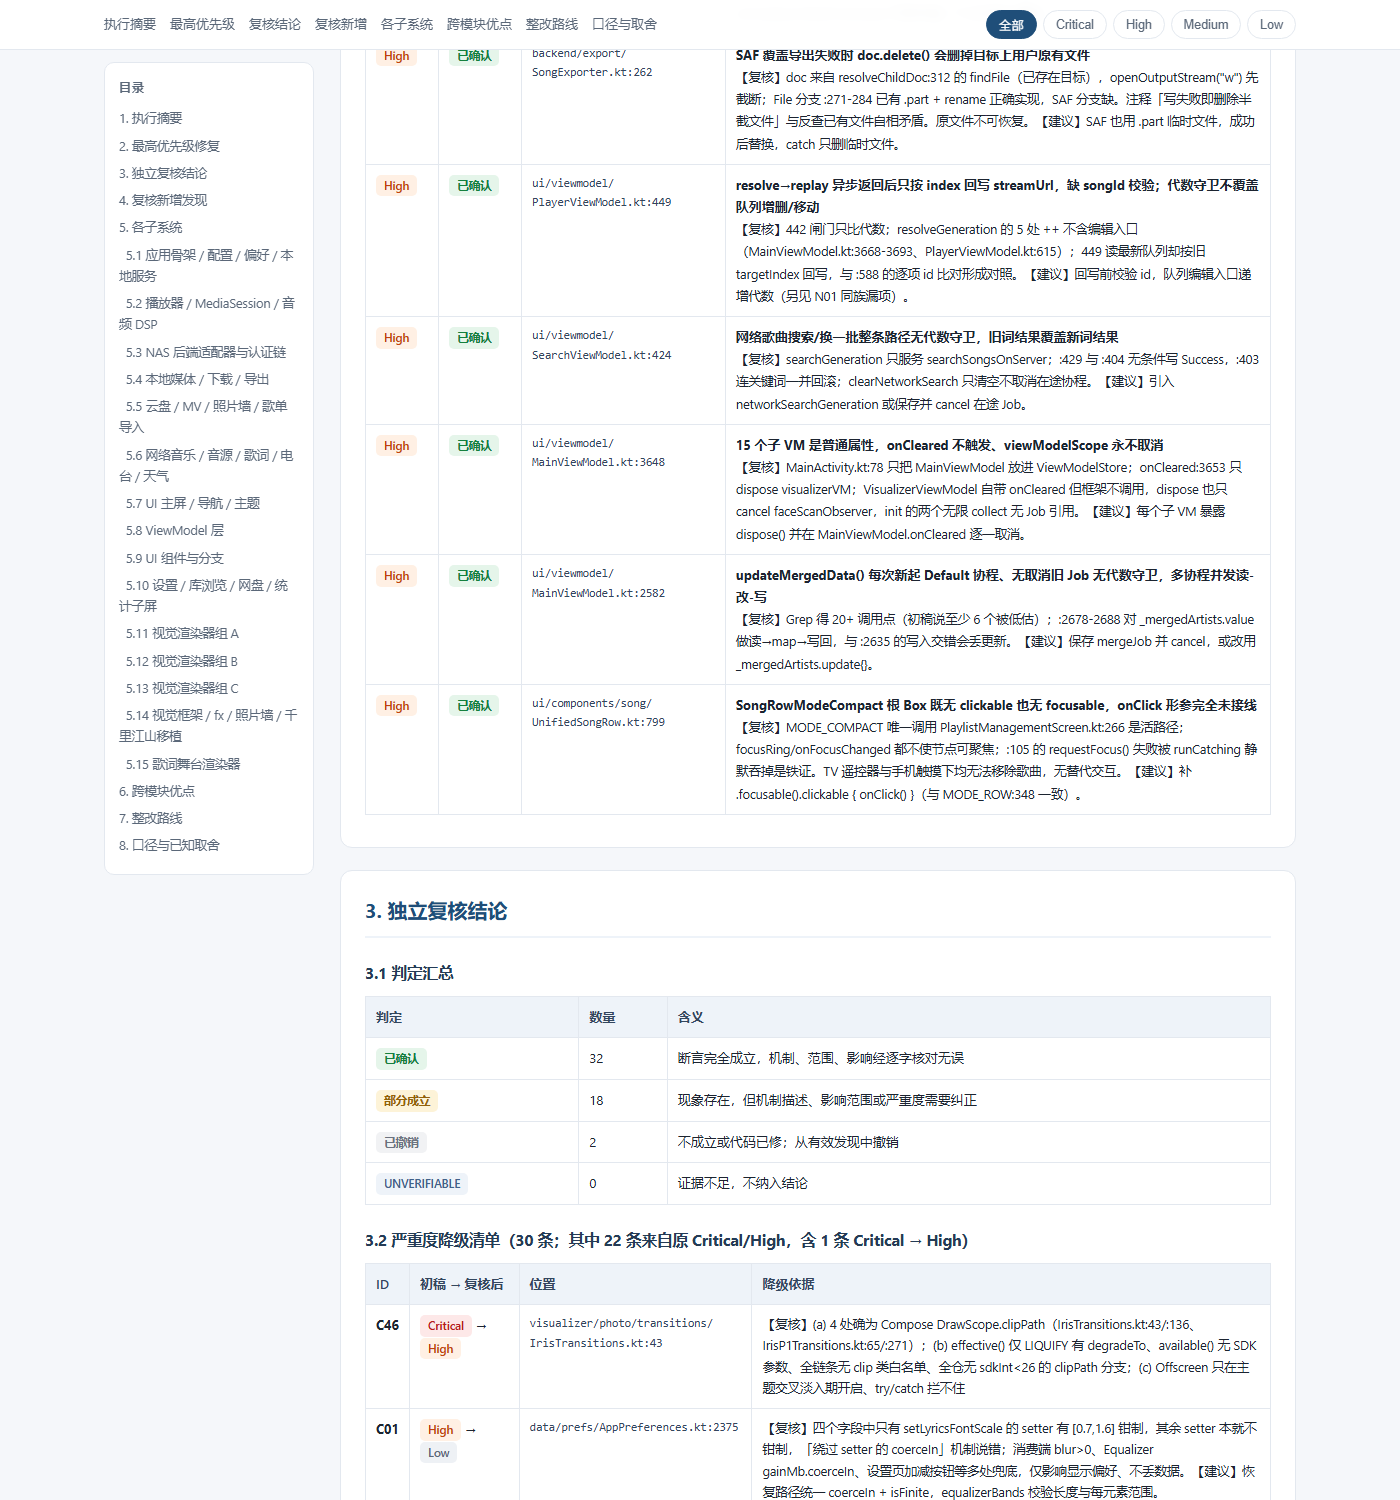 执行摘要 最高优先级 复核结论 复核新增 各子系统 跨模块优点 整改路线 口径与取舍 全部 Critical High Medium Low
目录
1. 执行摘要
2. 最高优先级修复
3. 独立复核结论
4. 复核新增发现
5. 各子系统
5.1 应用骨架 / 配置 / 偏好 / 本
地服务
5.2 播放器 / MediaSession / 音
频 DSP
5.3 NAS 后端适配器与认证链
5.4 本地媒体 / 下载 / 导出
5.5 云盘 / MV / 照片墙 / 歌单
导入
5.6 网络音乐 / 音源 / 歌词 / 电
台 / 天气
5.7 UI 主屏 / 导航 / 主题
5.8 ViewModel 层
5.9 UI 组件与分支
5.10 设置 / 库浏览 / 网盘 / 统
计子屏
5.11 视觉渲染器组 A
5.12 视觉渲染器组 B
5.13 视觉渲染器组 C
5.14 视觉框架 / fx / 照片墙 / 千
里江山移植
5.15 歌词舞台渲染器
6. 跨模块优点
7. 整改路线
8. 口径与已知取舍
High 已确认 backend/export/
SongExporter.kt:262
SAF 覆盖导出失败时 doc.delete() 会删掉目标上用户原有文件
【复核】doc 来自 resolveChildDoc:312 的 findFile（已存在目标），openOutputStream("w") 先
截断；File 分支 :271-284 已有 .part + rename 正确实现，SAF 分支缺。注释「写失败即删除半
截文件」与反查已有文件自相矛盾。原文件不可恢复。【建议】SAF 也用 .part 临时文件，成功
后替换，catch 只删临时文件。
High 已确认 ui/viewmodel/
PlayerViewModel.kt:449
resolve→replay 异步返回后只按 index 回写 streamUrl，缺 songId 校验；代数守卫不覆盖
队列增删/移动
【复核】442 闸门只比代数；resolveGeneration 的 5 处 ++ 不含编辑入口
（MainViewModel.kt:3668-3693、PlayerViewModel.kt:615）；449 读最新队列却按旧
targetIndex 回写，与 :588 的逐项 id 比对形成对照。【建议】回写前校验 id，队列编辑入口递
增代数（另见 N01 同族漏项）。
High 已确认 ui/viewmodel/
SearchViewModel.kt:424
网络歌曲搜索/换一批整条路径无代数守卫，旧词结果覆盖新词结果
【复核】searchGeneration 只服务 searchSongsOnServer；:429 与 :404 无条件写 Success，:403
连关键词一并回滚；clearNetworkSearch 只清空不取消在途协程。【建议】引入
networkSearchGeneration 或保存并 cancel 在途 Job。
High 已确认 ui/viewmodel/
MainViewModel.kt:3648
15 个子 VM 是普通属性，onCleared 不触发、viewModelScope 永不取消
【复核】MainActivity.kt:78 只把 MainViewModel 放进 ViewModelStore；onCleared:3653 只
dispose visualizerVM；VisualizerViewModel 自带 onCleared 但框架不调用，dispose 也只
cancel faceScanObserver，init 的两个无限 collect 无 Job 引用。【建议】每个子 VM 暴露
dispose() 并在 MainViewModel.onCleared 逐一取消。
High 已确认 ui/viewmodel/
MainViewModel.kt:2582
updateMergedData() 每次新起 Default 协程、无取消旧 Job 无代数守卫，多协程并发读-
改-写
【复核】Grep 得 20+ 调用点（初稿说至少 6 个被低估）；:2678-2688 对 _mergedArtists.value
做读→map→写回，与 :2635 的写入交错会丢更新。【建议】保存 mergeJob 并 cancel，或改用
_mergedArtists.update{}。
High 已确认 ui/components/song/
UnifiedSongRow.kt:799
SongRowModeCompact 根 Box 既无 clickable 也无 focusable，onClick 形参完全未接线
【复核】MODE_COMPACT 唯一调用 PlaylistManagementScreen.kt:266 是活路径；
focusRing/onFocusChanged 都不使节点可聚焦；:105 的 requestFocus() 失败被 runCatching 静
默吞掉是铁证。TV 遥控器与手机触摸下均无法移除歌曲，无替代交互。【建议】补
.focusable().clickable { onClick() }（与 MODE_ROW:348 一致）。
3. 独立复核结论
3.1 判定汇总
判定 数量 含义
已确认 32 断言完全成立，机制、范围、影响经逐字核对无误
部分成立 18 现象存在，但机制描述、影响范围或严重度需要纠正
已撤销 2 不成立或代码已修；从有效发现中撤销
UNVERIFIABLE 0 证据不足，不纳入结论
3.2 严重度降级清单（30 条；其中 22 条来自原 Critical/High，含 1 条 Critical → High）
ID 初稿 → 复核后 位置 降级依据
C46 Critical → High visualizer/photo/transitions/
IrisTransitions.kt:43
【复核】(a) 4 处确为 Compose DrawScope.clipPath（IrisTransitions.kt:43/:136、
IrisP1Transitions.kt:65/:271）；(b) effective() 仅 LIQUIFY 有 degradeTo、available() 无 SDK
参数、全链条无 clip 类白名单、全仓无 sdkInt<26 的 clipPath 分支；(c) Offscreen 只在主
题交叉淡入期开启、try/catch 拦不住
C01 High → Low data/prefs/AppPreferences.kt:2375
【复核】四个字段中只有 setLyricsFontScale 的 setter 有 [0.7,1.6] 钳制，其余 setter 本就不
钳制，「绕过 setter 的 coerceIn」机制说错；消费端 blur>0、Equalizer
gainMb.coerceIn、设置页加减按钮等多处兜底，仅影响显示偏好、不丢数据。【建议】恢
复路径统一 coerceIn + isFinite，equalizerBands 校验长度与每元素范围。